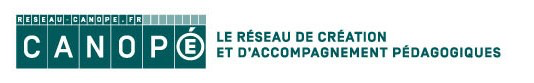 RESEAU-CANOPE.FR
CANOPÉ
LE RÉSEAU DE CRÉATION
ET D'ACCOMPAGNEMENT PÉDAGOGIQUES